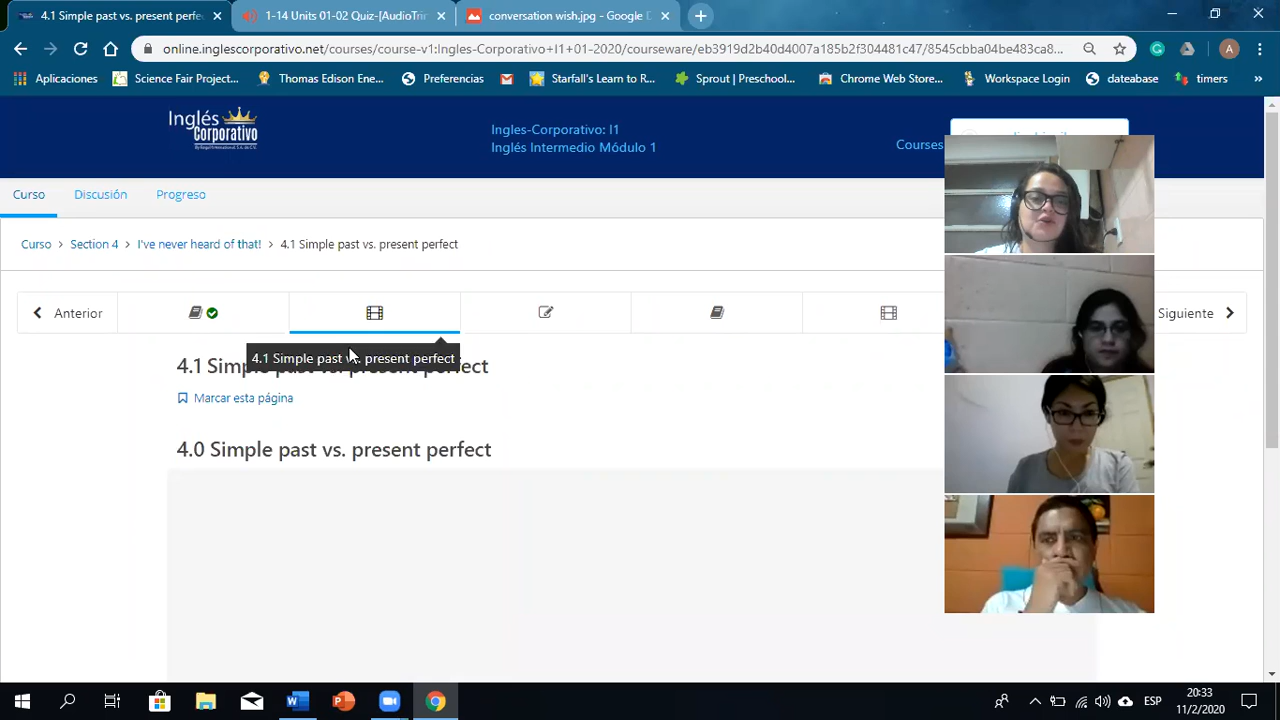 4.1 Simple past vs. present perfe
1-14 Units 01-02 Quiz-[AudioTrir
conversation wish.jpg - Google D
online.inglescorporativo.net/courses/course-v1:Ingles-Corporativo+I1+01-2020/courseware/eb3919d2b40d4007a185b2f304481c47/8545cbba04be483ca8...
Aplicaciones
Science Fair Project...
Thomas Edison Ene...
Preferencias
Starfall's Learn to R...
Sprout | Preschool...
Chrome Web Store...
Workspace Login
dateabase
timers
»
Inglés
Corporativo
Ingles-Corporativo: I1
Inglés Intermedio Módulo 1
Courses
Curso
Discusión
Progreso
Curso > Section 4 > I've never heard of that! > 4.1 Simple past vs. present perfect
Anterior
Siguiente
4.1 Simple past vs. present perfect
4.1 Simple past vs. present perfect
Marcar esta página
4.0 Simple past vs. present perfect
ESP
20:33
11/2/2020